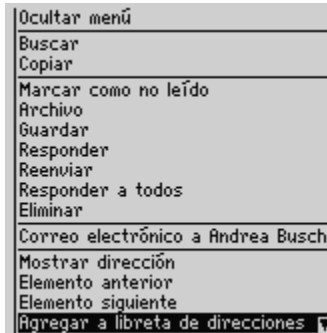 Ocultar menú
Buscar
Copiar
Marcar como no leído
Archivo
Guardar
Responder
Reenviar
Responder a todos
Eliminar
Correo electrónico a Andrea Busch
Mostrar dirección
Elemento anterior
Elemento siguiente
Agregar a libreta de direcciones